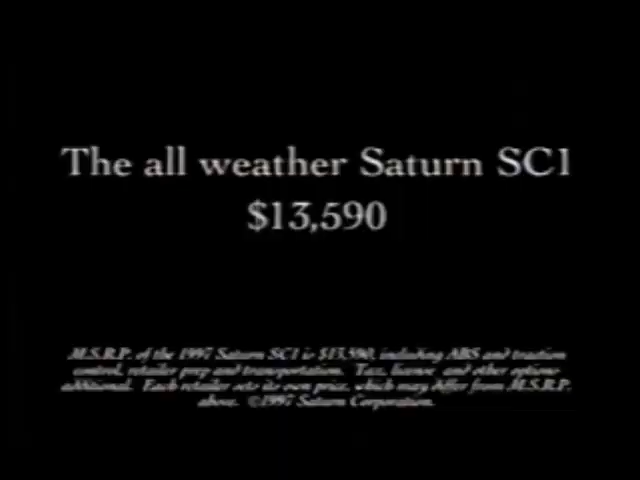 The all weather Saturn SC1
$13,590
M.S.R.P. of the 1997 Saturn SC1 is $13,590, including ABS and traction
control, retailer prep and transportation. Tax, license and other options
additional. Each retailer sets its own price, which may differ from M.S.R.P.
above. ©1997 Saturn Corporation.